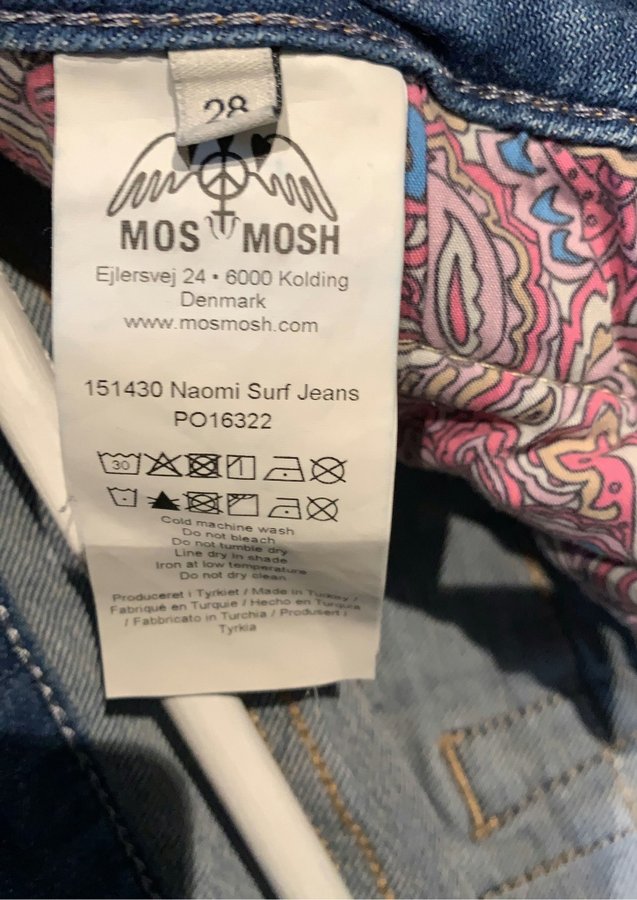 28
MOS MOSH
Ejlersvej 24 • 6000 Kolding
Denmark
www.mosmosh.com
151430 Naomi Surf Jeans
PO16322
30
Cold machine wash
Do not bleach
Do not tumble dry
Line dry in shade
Iron at low temperature
Do not dry clean
Produceret i Tyrkiet / Made in Turkey /
Fabriqué en Turquie / Hecho en Turquia
/ Fabbricato in Turchia / Produsert i
Tyrkia